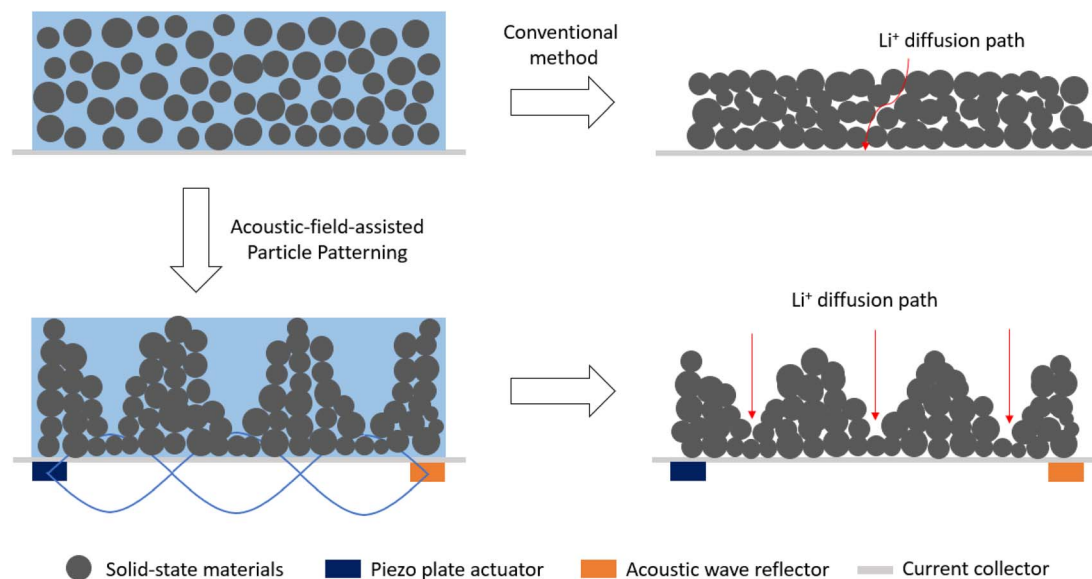 Conventional
method
Li⁺ diffusion path
Acoustic-field-assisted
Particle Patterning
Li⁺ diffusion path
Solid-state materials
Piezo plate actuator
Acoustic wave reflector
Current collector